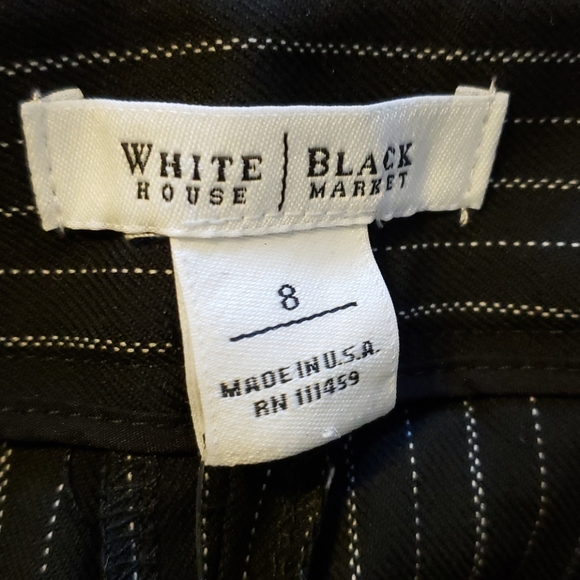 WHITE | BLACK
HOUSE | MARKET
8
MADE IN U.S.A.
RN 111459